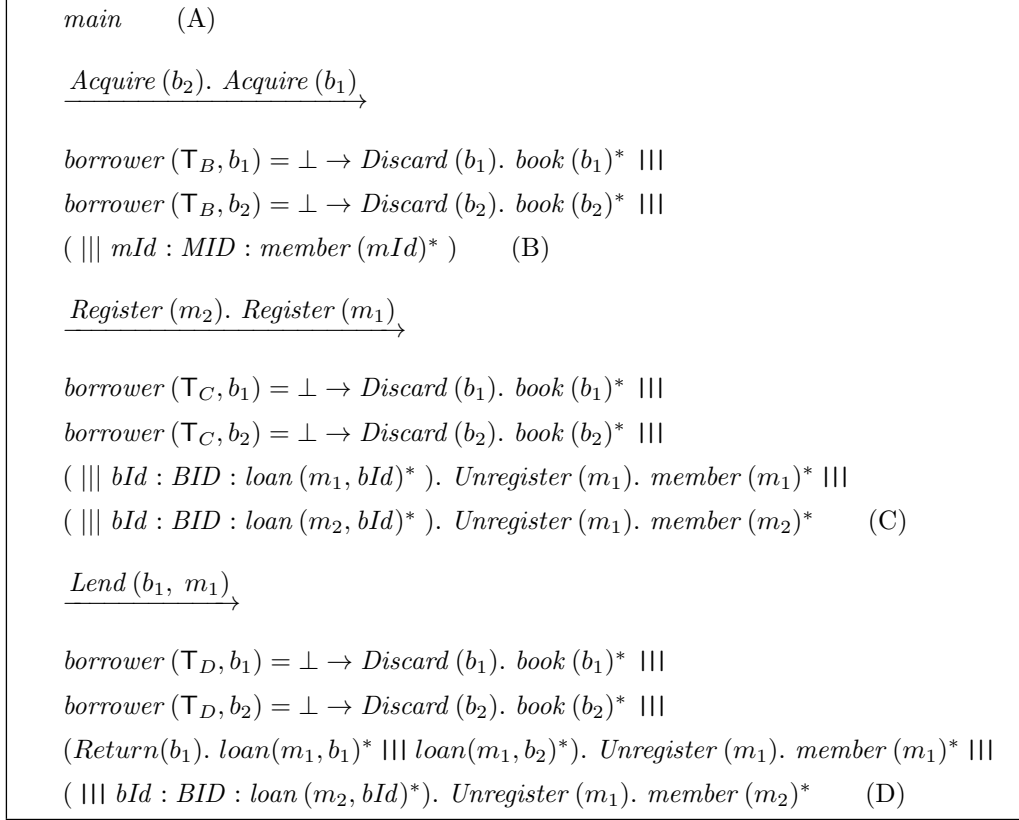 main (A)
Acquire (b₂). Acquire (b₁)
borrower (T_B, b₁) = ⊥ → Discard (b₁). book (b₁)* |||
borrower (T_B, b₂) = ⊥ → Discard (b₂). book (b₂)* |||
( ||| mId : MID : member (mId)* ) (B)
Register (m₂). Register (m₁)
borrower (T_C, b₁) = ⊥ → Discard (b₁). book (b₁)* |||
borrower (T_C, b₂) = ⊥ → Discard (b₂). book (b₂)* |||
( ||| bId : BID : loan (m₁, bId)* ). Unregister (m₁). member (m₁)* |||
( ||| bId : BID : loan (m₂, bId)* ). Unregister (m₁). member (m₂)* (C)
Lend (b₁, m₁)
borrower (T_D, b₁) = ⊥ → Discard (b₁). book (b₁)* |||
borrower (T_D, b₂) = ⊥ → Discard (b₂). book (b₂)* |||
(Return(b₁). loan(m₁, b₁)* ||| loan(m₁, b₂)*). Unregister (m₁). member (m₁)* |||
( ||| bId : BID : loan (m₂, bId)*). Unregister (m₁). member (m₂)* (D)